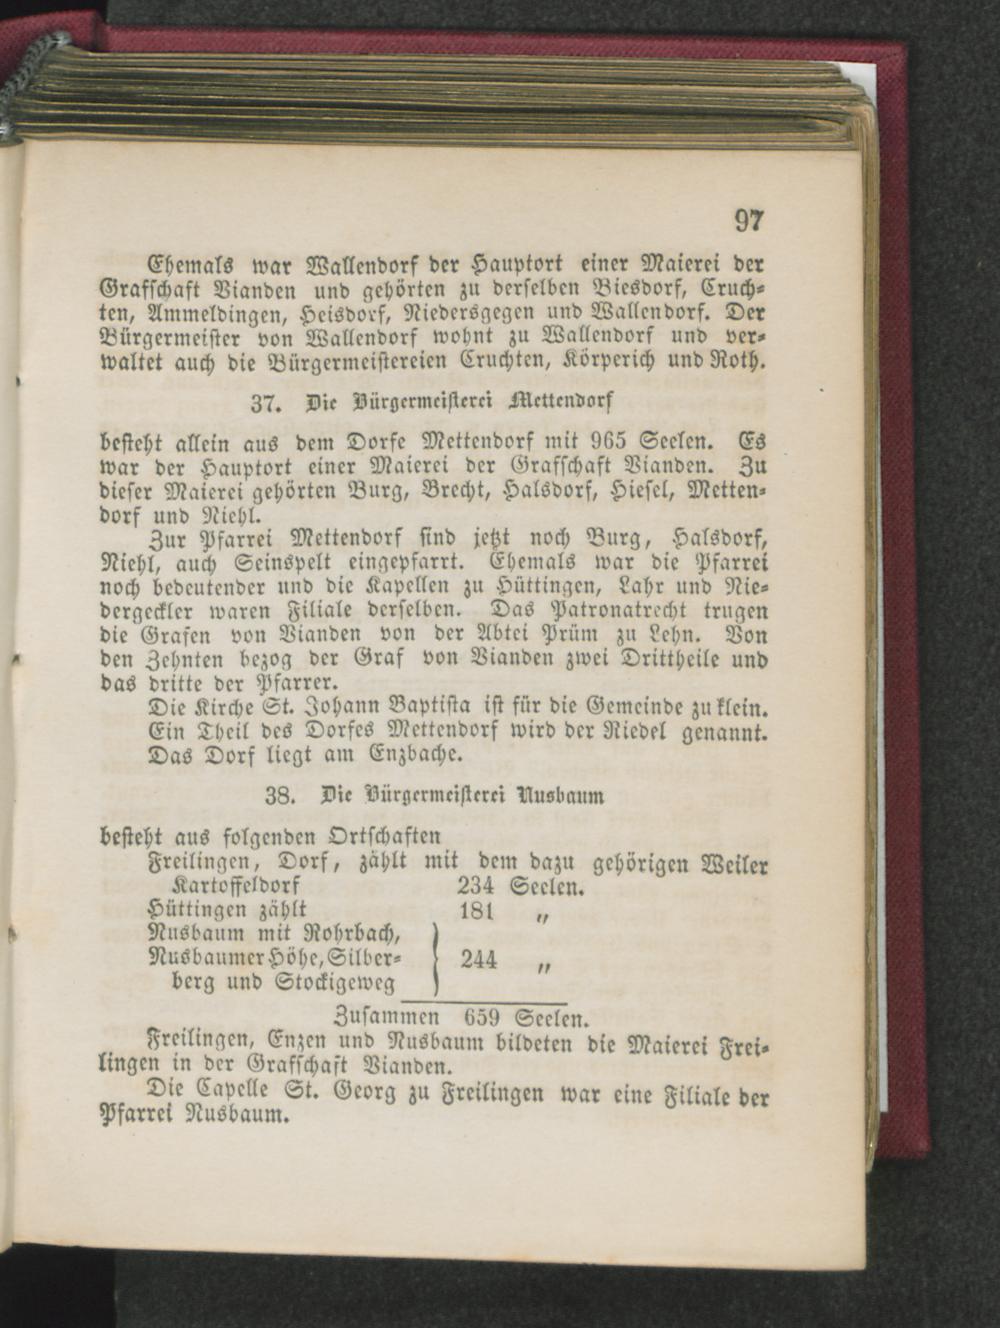 97
Ehemals war Wallendorf der Hauptort einer Maierei der
Grafschaft Vianden und gehörten zu derselben Biesdorf, Cruch-
ten, Ammeldingen, Heisdorf, Niedersgegen und Wallendorf. Der
Bürgermeister von Wallendorf wohnt zu Wallendorf und ver-
waltet auch die Bürgermeistereien Cruchten, Körperich und Roth.
37. Die Bürgermeisterei Mettendorf
besteht allein aus dem Dorfe Mettendorf mit 965 Seelen. Es
war der Hauptort einer Maierei der Grafschaft Vianden. Zu
dieser Maierei gehörten Burg, Brecht, Halsdorf, Hiesel, Metten-
dorf und Niehl.
Zur Pfarrei Mettendorf sind jetzt noch Burg, Halsdorf,
Niehl, auch Seinspelt eingepfarrt. Ehemals war die Pfarrei
noch bedeutender und die Kapellen zu Hüttingen, Lahr und Nie-
dergeckler waren Filiale derselben. Das Patronatrecht trugen
die Grafen von Vianden von der Abtei Prüm zu Lehn. Von
den Zehnten bezog der Graf von Vianden zwei Drittheile und
das dritte der Pfarrer.
Die Kirche St. Johann Baptista ist für die Gemeinde zu klein.
Ein Theil des Dorfes Mettendorf wird der Riedel genannt.
Das Dorf liegt am Enzbache.
38. Die Bürgermeisterei Nusbaum
besteht aus folgenden Ortschaften
Freilingen, Dorf, zählt mit dem dazu gehörigen Weiler
Kartoffeldorf 234 Seelen.
Hüttingen zählt 181 „
Nusbaum mit Rohrbach,
Nusbaumer Höhe, Silber- 244 „
berg und Stockigeweg
Zusammen 659 Seelen.
Freilingen, Enzen und Nusbaum bildeten die Maierei Frei-
lingen in der Grafschaft Vianden.
Die Capelle St. Georg zu Freilingen war eine Filiale der
Pfarrei Nusbaum.